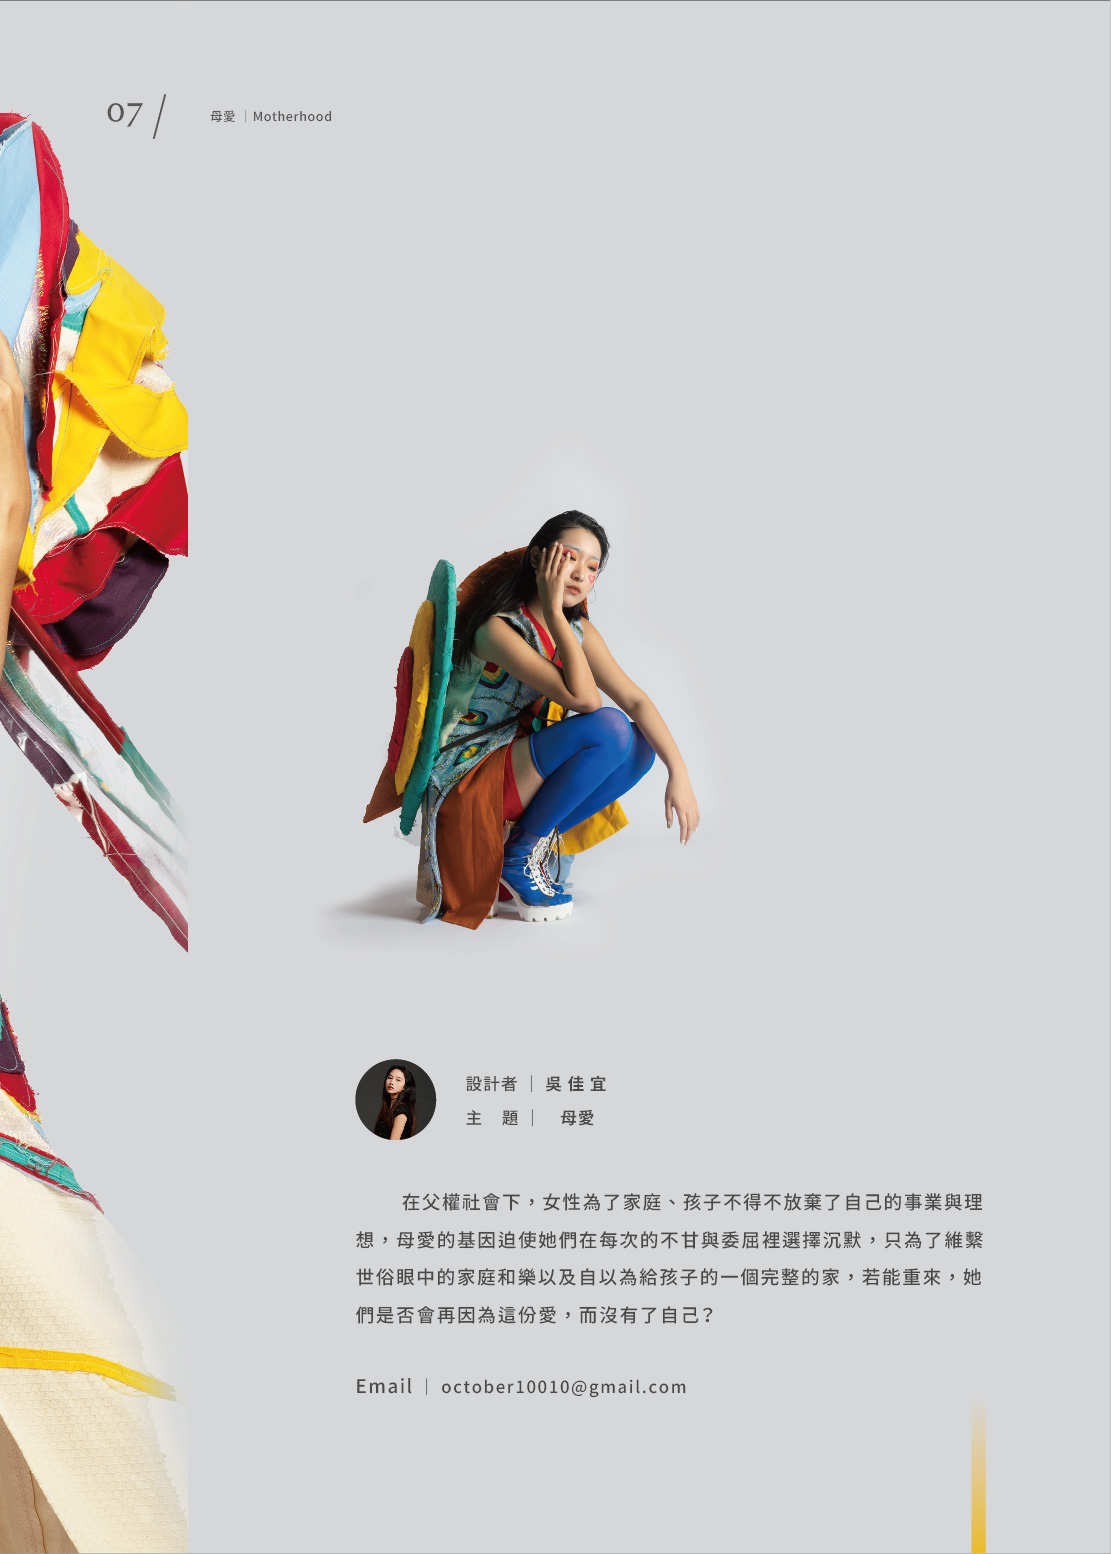 07 / 母愛｜Motherhood
設計者｜吳佳宜
主　題｜　母愛
在父權社會下，女性為了家庭、孩子不得不放棄了自己的事業與理
想，母愛的基因迫使她們在每次的不甘與委屈裡選擇沉默，只為了維繫
世俗眼中的家庭和樂以及自以為給孩子的一個完整的家，若能重來，她
們是否會再因為這份愛，而沒有了自己？
Email｜october10010@gmail.com